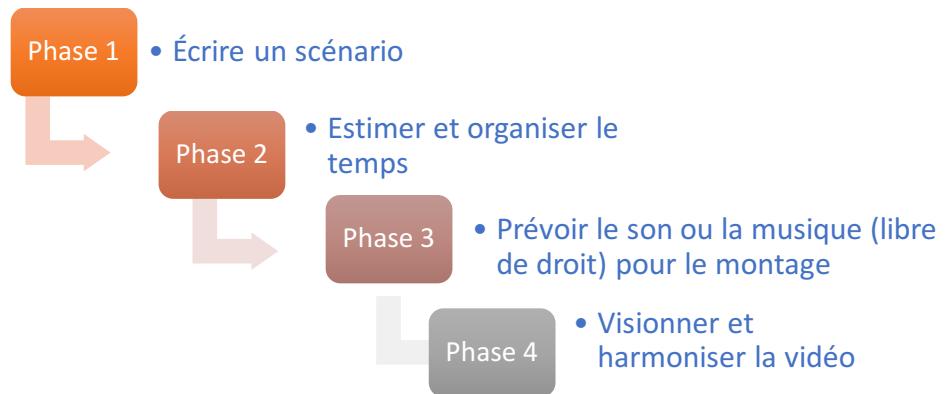 Phase 1
• Écrire un scénario
Phase 2
• Estimer et organiser le
temps
Phase 3
• Prévoir le son ou la musique (libre
de droit) pour le montage
Phase 4
• Visionner et
harmoniser la vidéo